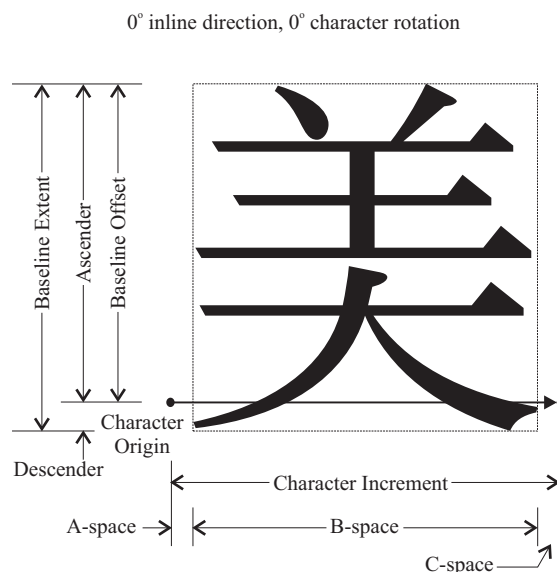 0° inline direction, 0° character rotation
Baseline Extent
Ascender
Baseline Offset
美
Character
Origin
Descender
Character Increment
A-space
B-space
C-space